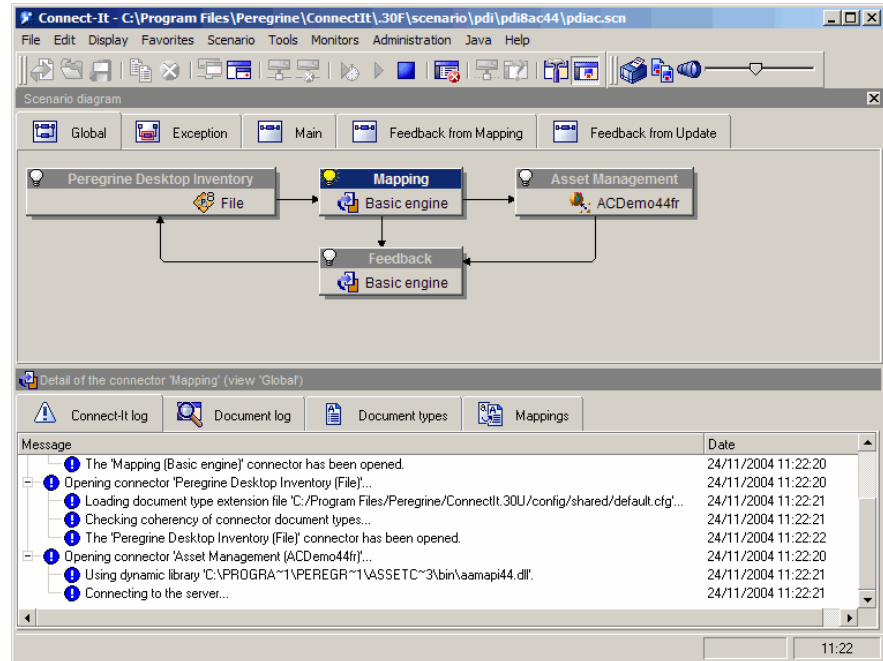 Connect-It - C:\Program Files\Peregrine\ConnectIt\.30F\scenario\pdi\pdi8ac44\pdiac.scn
File Edit Display Favorites Scenario Tools Monitors Administration Java Help
Scenario diagram
Global Exception Main Feedback from Mapping Feedback from Update
Peregrine Desktop Inventory Mapping Asset Management
File Basic engine ACDemo44fr
Feedback
Basic engine
Detail of the connector 'Mapping' (view 'Global')
Connect-It log Document log Document types Mappings
Message Date
The 'Mapping (Basic engine)' connector has been opened. 24/11/2004 11:22:20
Opening connector 'Peregrine Desktop Inventory (File)'... 24/11/2004 11:22:20
Loading document type extension file 'C:/Program Files/Peregrine/ConnectIt.30U/config/shared/default.cfg'... 24/11/2004 11:22:21
Checking coherency of connector document types... 24/11/2004 11:22:21
The 'Peregrine Desktop Inventory (File)' connector has been opened. 24/11/2004 11:22:22
Opening connector 'Asset Management (ACDemo44fr)'... 24/11/2004 11:22:20
Using dynamic library 'C:\PROGRA~1\PEREGR~1\ASSETC~3\bin\aamapi44.dll'. 24/11/2004 11:22:21
Connecting to the server... 24/11/2004 11:22:21
11:22